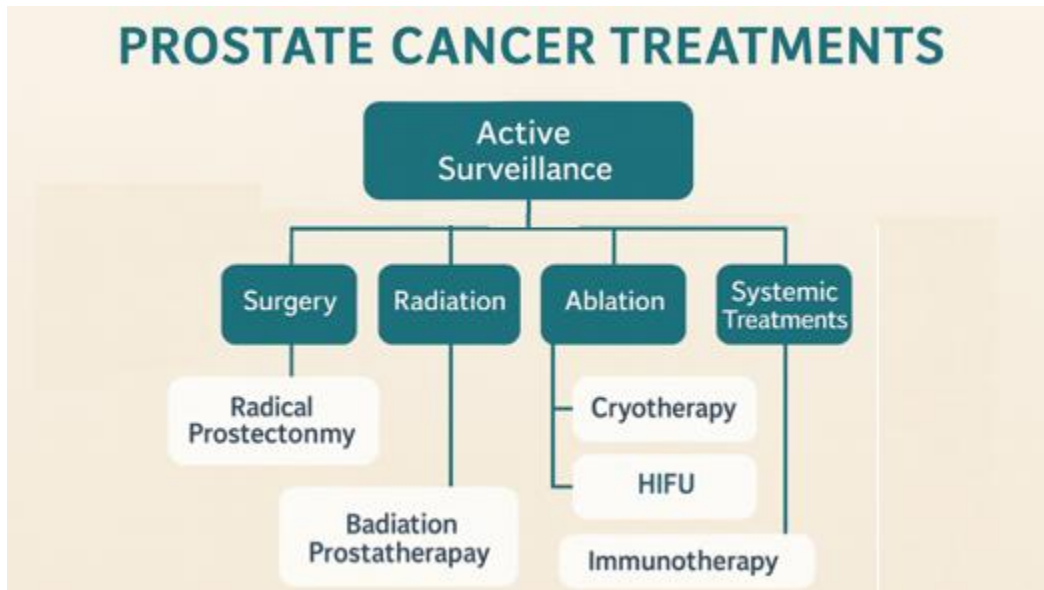 PROSTATE CANCER TREATMENTS
Active
Surveillance
Surgery
Radiation
Ablation
Systemic
Treatments
Radical
Prostectonmy
Cryotherapy
HIFU
Badiation
Prostatherapay
Immunotherapy